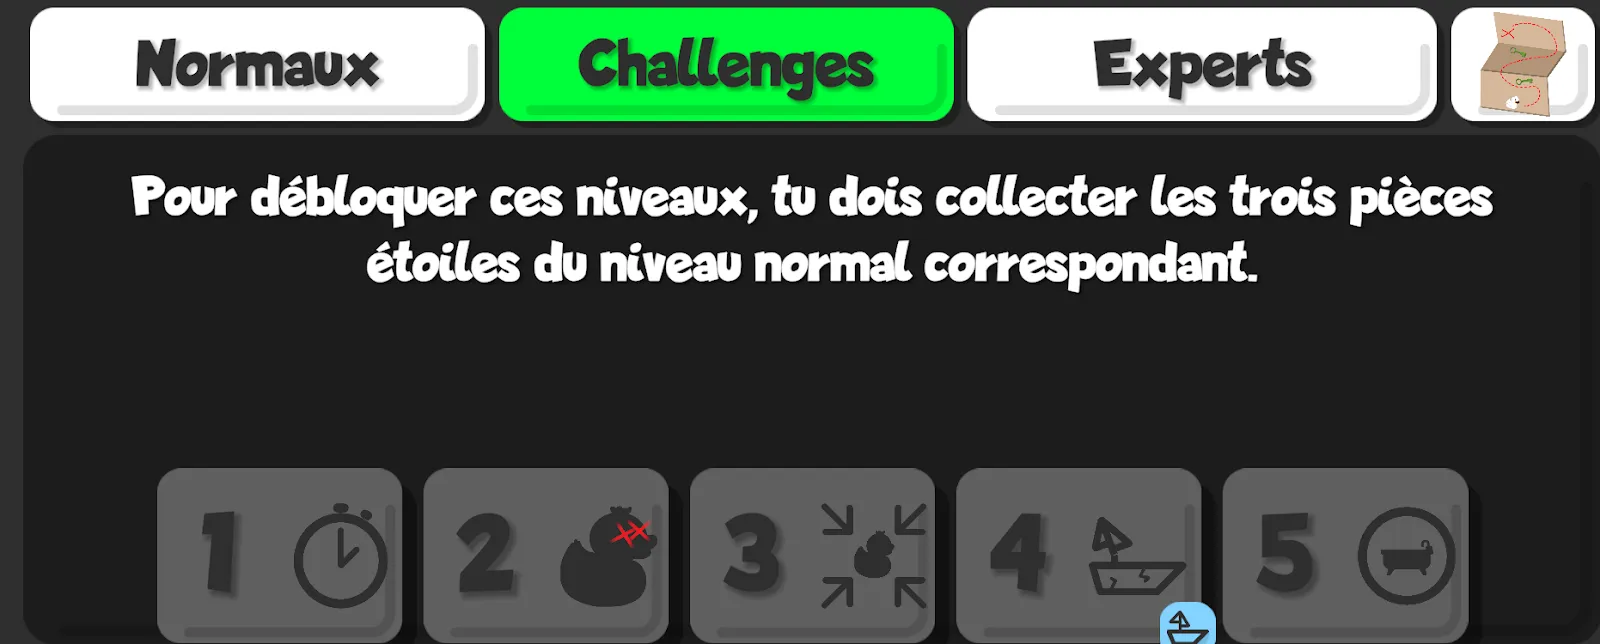 Normaux
Challenges
Experts
Pour débloquer ces niveaux, tu dois collecter les trois pièces
étoiles du niveau normal correspondant.
1
2
3
4
5